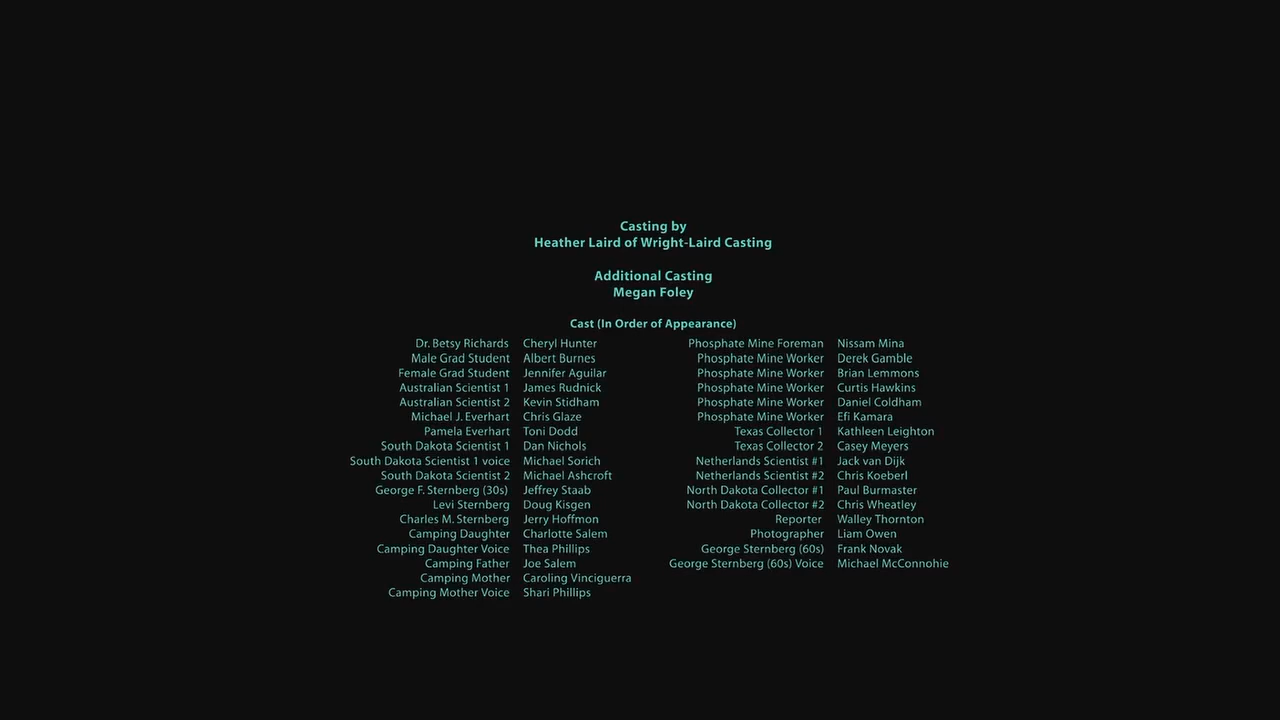 Casting by
Heather Laird of Wright-Laird Casting
Additional Casting
Megan Foley
Cast (In Order of Appearance)
Dr. Betsy Richards Cheryl Hunter
Male Grad Student Albert Burnes
Female Grad Student Jennifer Aguilar
Australian Scientist 1 James Rudnick
Australian Scientist 2 Kevin Stidham
Michael J. Everhart Chris Glaze
Pamela Everhart Toni Dodd
South Dakota Scientist 1 Dan Nichols
South Dakota Scientist 1 voice Michael Sorich
South Dakota Scientist 2 Michael Ashcroft
George F. Sternberg (30s) Jeffrey Staab
Levi Sternberg Doug Kisgen
Charles M. Sternberg Jerry Hoffmon
Camping Daughter Charlotte Salem
Camping Daughter Voice Thea Phillips
Camping Father Joe Salem
Camping Mother Caroling Vinciguerra
Camping Mother Voice Shari Phillips
Phosphate Mine Foreman Nissam Mina
Phosphate Mine Worker Derek Gamble
Phosphate Mine Worker Brian Lemmons
Phosphate Mine Worker Curtis Hawkins
Phosphate Mine Worker Daniel Coldham
Phosphate Mine Worker Efi Kamara
Texas Collector 1 Kathleen Leighton
Texas Collector 2 Casey Meyers
Netherlands Scientist #1 Jack van Dijk
Netherlands Scientist #2 Chris Koeberl
North Dakota Collector #1 Paul Burmaster
North Dakota Collector #2 Chris Wheatley
Reporter Walley Thornton
Photographer Liam Owen
George Sternberg (60s) Frank Novak
George Sternberg (60s) Voice Michael McConnohie